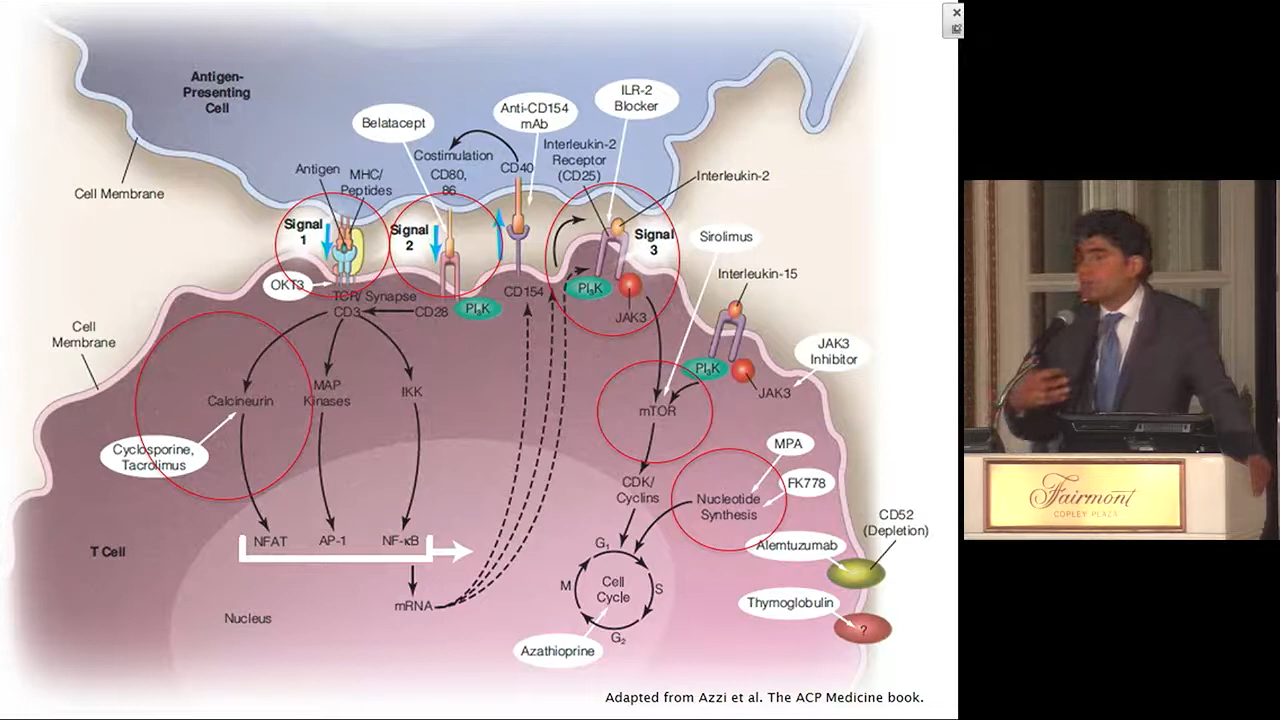 Antigen-
Presenting
Cell
Cell Membrane
Belatacept
Anti-CD154
mAb
ILR-2
Blocker
Antigen
MHC/
Peptides
Costimulation
CD80,
86
CD40
Interleukin-2
Receptor
(CD25)
Interleukin-2
Signal
1
Signal
2
Signal
3
Sirolimus
Interleukin-15
OKT3
TCR/ Synapse
CD3
CD28
PI3K
CD154
PI3K
JAK3
Cell
Membrane
JAK3
Inhibitor
PI3K
JAK3
Calcineurin
MAP
Kinases
IKK
mTOR
Cyclosporine,
Tacrolimus
MPA
FK778
CDK/
Cyclins
Nucleotide
Synthesis
CD52
(Depletion)
Alemtuzumab
T Cell
NFAT
AP-1
NF-κB
G1
M
Cell
Cycle
S
G2
mRNA
Thymoglobulin
?
Nucleus
Azathioprine
Adapted from Azzi et al. The ACP Medicine book.
Fairmont
COPLEY PLAZA